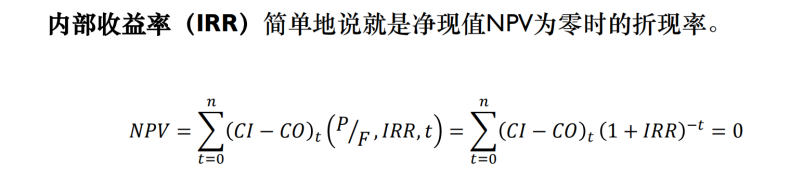 内部收益率（IRR）简单地说就是净现值NPV为零时的折现率。
NPV = \sum_{t=0}^{n} (CI − CO)_t (P/F, IRR, t) = \sum_{t=0}^{n} (CI − CO)_t (1 + IRR)^{−t} = 0